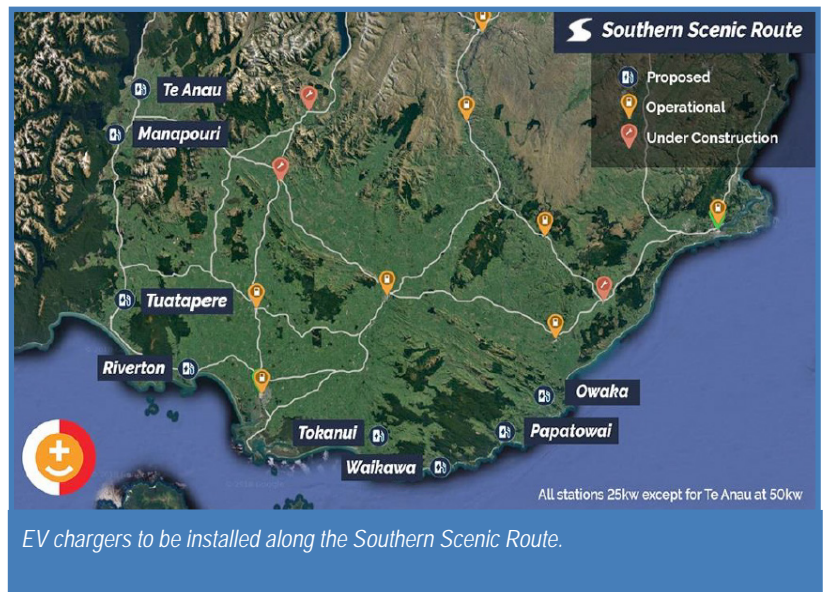 Southern Scenic Route
Proposed
Operational
Under Construction
Te Anau
Manapouri
Tuatapere
Riverton
Tokanui
Waikawa
Owaka
Papatowai
All stations 25kw except for Te Anau at 50kw
EV chargers to be installed along the Southern Scenic Route.